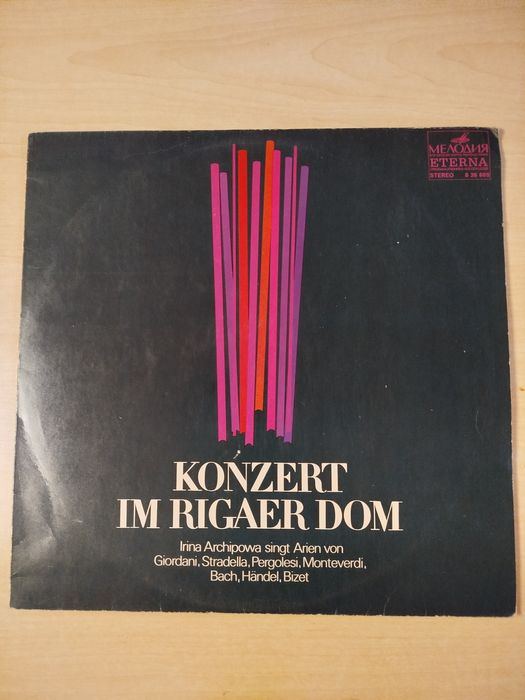 МЕЛОДИЯ
ETERNA
STEREO
KONZERT
IM RIGAER DOM
Irina Archipowa singt Arien von
Giordani, Stradella, Pergolesi, Monteverdi,
Bach, Händel, Bizet